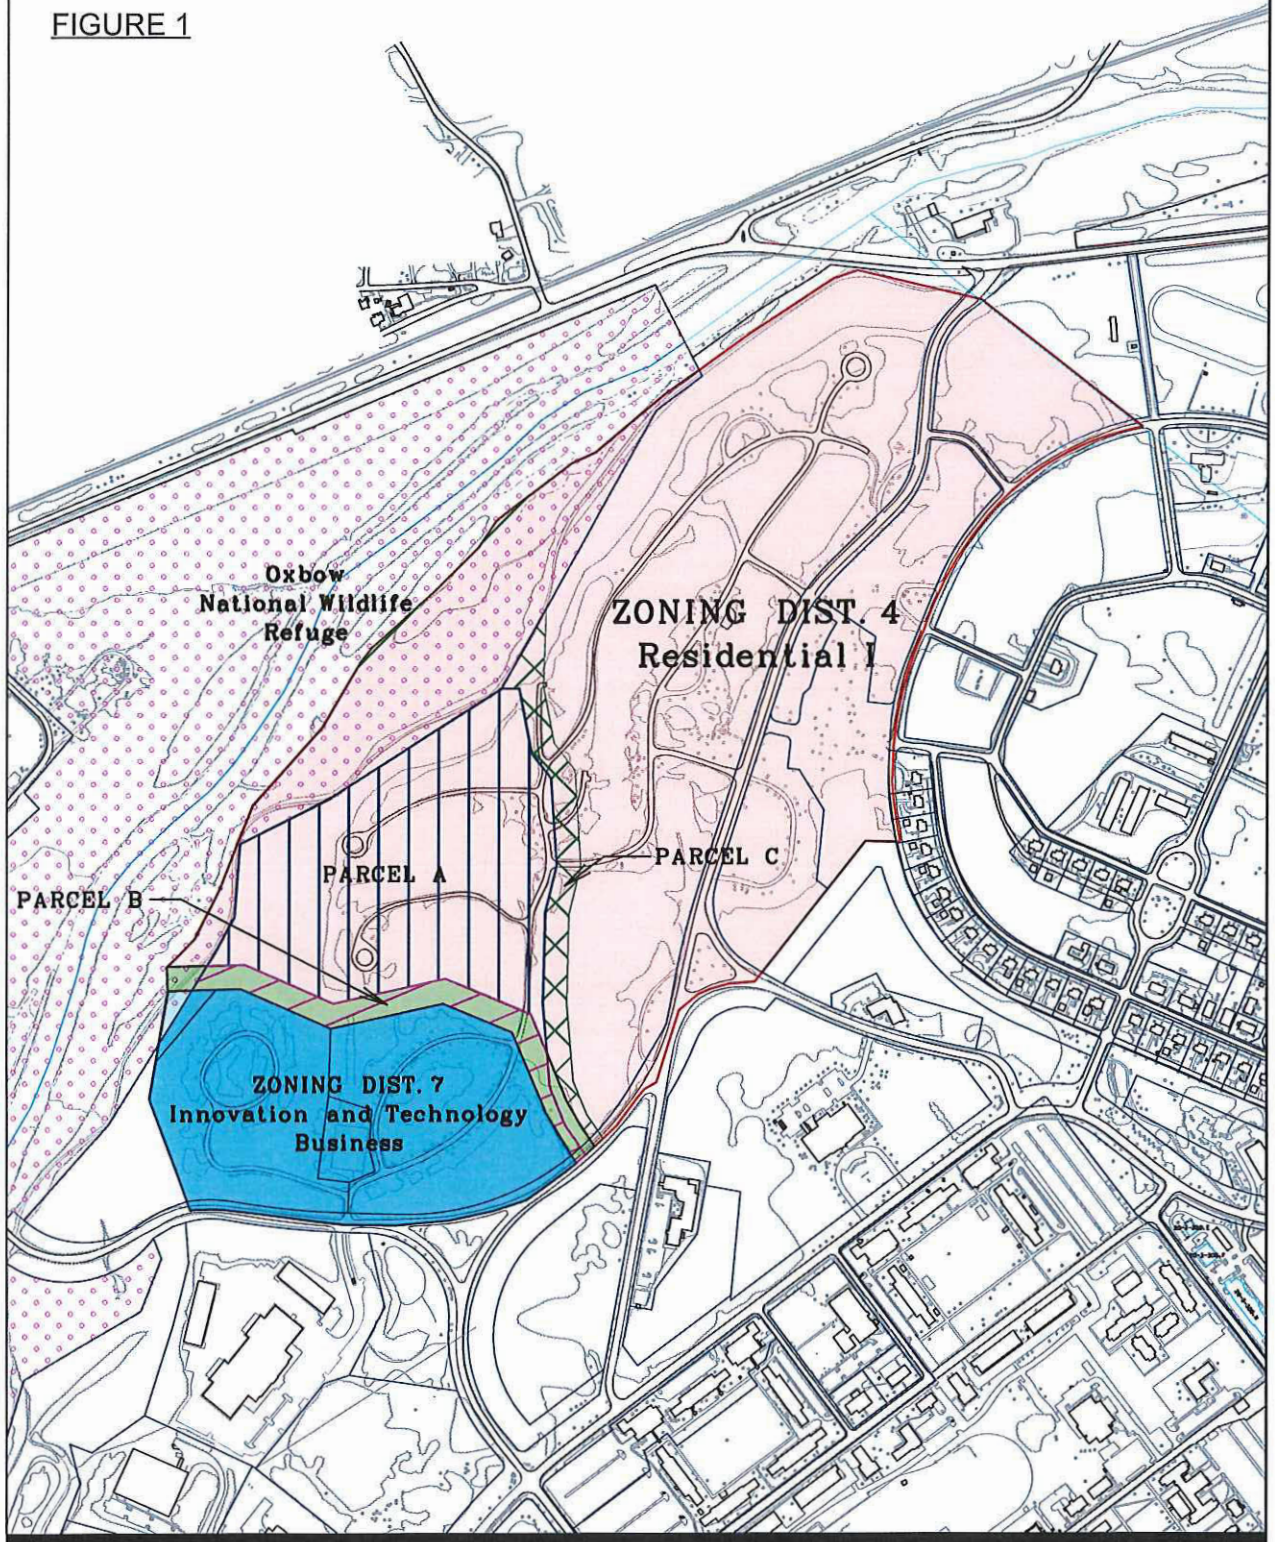 FIGURE 1
Oxbow
National Wildlife
Refuge
ZONING DIST. 4
Residential I
PARCEL C
PARCEL A
PARCEL B
ZONING DIST. 7
Innovation and Technology
Business